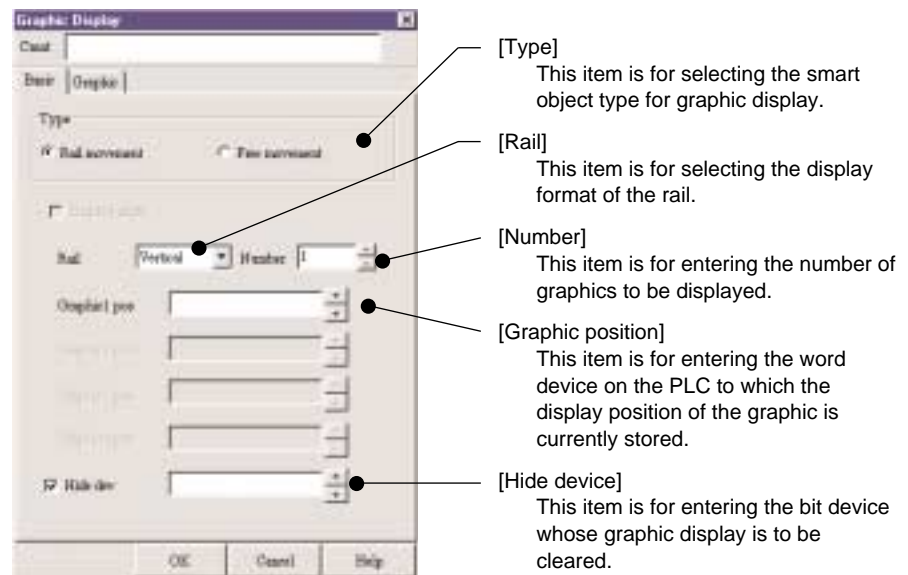 Graphic Display
Cmnt
Basic Graphic
Type
Rail movement Free movement
Rail Vertical Number 1
Graphic1 pos
Hide dev
OK Cancel Help
[Type]
This item is for selecting the smart
object type for graphic display.
[Rail]
This item is for selecting the display
format of the rail.
[Number]
This item is for entering the number of
graphics to be displayed.
[Graphic position]
This item is for entering the word
device on the PLC to which the
display position of the graphic is
currently stored.
[Hide device]
This item is for entering the bit device
whose graphic display is to be
cleared.